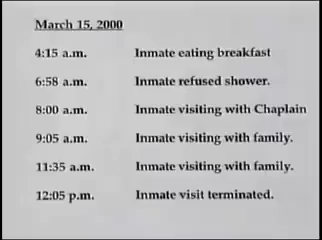 March 15, 2000
4:15 a.m. Inmate eating breakfast
6:58 a.m. Inmate refused shower.
8:00 a.m. Inmate visiting with Chaplain
9:05 a.m. Inmate visiting with family.
11:35 a.m. Inmate visiting with family.
12:05 p.m. Inmate visit terminated.